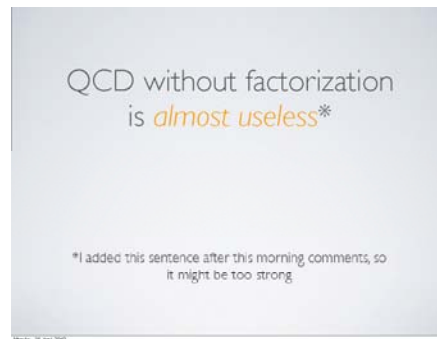 QCD without factorization
is almost useless*
*I added this sentence after this morning comments, so
it might be too strong